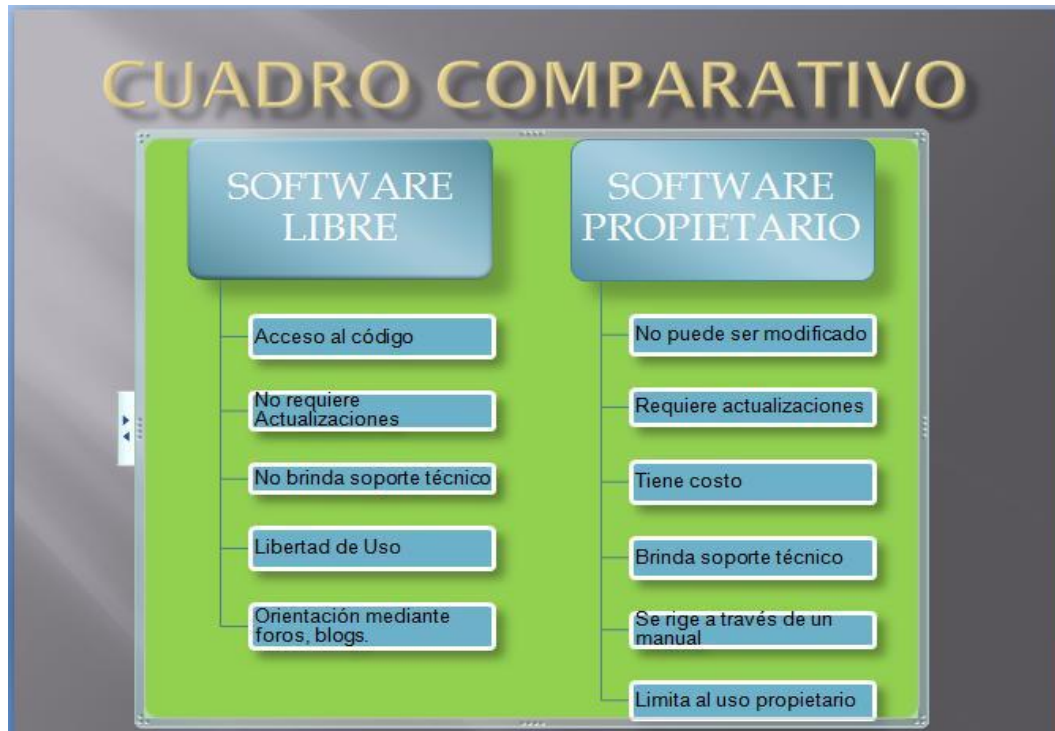 CUADRO COMPARATIVO
SOFTWARE
LIBRE
Acceso al código
No requiere
Actualizaciones
No brinda soporte técnico
Libertad de Uso
Orientación mediante
foros, blogs.
SOFTWARE
PROPIETARIO
No puede ser modificado
Requiere actualizaciones
Tiene costo
Brinda soporte técnico
Se rige a través de un
manual
Limita al uso propietario